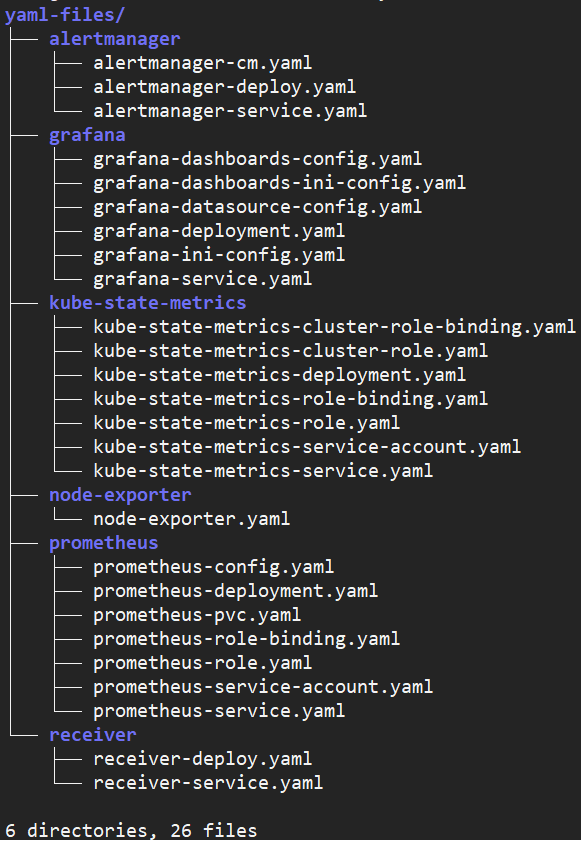 yaml-files/
alertmanager
alertmanager-cm.yaml
alertmanager-deploy.yaml
alertmanager-service.yaml
grafana
grafana-dashboards-config.yaml
grafana-dashboards-ini-config.yaml
grafana-datasource-config.yaml
grafana-deployment.yaml
grafana-ini-config.yaml
grafana-service.yaml
kube-state-metrics
kube-state-metrics-cluster-role-binding.yaml
kube-state-metrics-cluster-role.yaml
kube-state-metrics-deployment.yaml
kube-state-metrics-role-binding.yaml
kube-state-metrics-role.yaml
kube-state-metrics-service-account.yaml
kube-state-metrics-service.yaml
node-exporter
node-exporter.yaml
prometheus
prometheus-config.yaml
prometheus-deployment.yaml
prometheus-pvc.yaml
prometheus-role-binding.yaml
prometheus-role.yaml
prometheus-service-account.yaml
prometheus-service.yaml
receiver
receiver-deploy.yaml
receiver-service.yaml
6 directories, 26 files